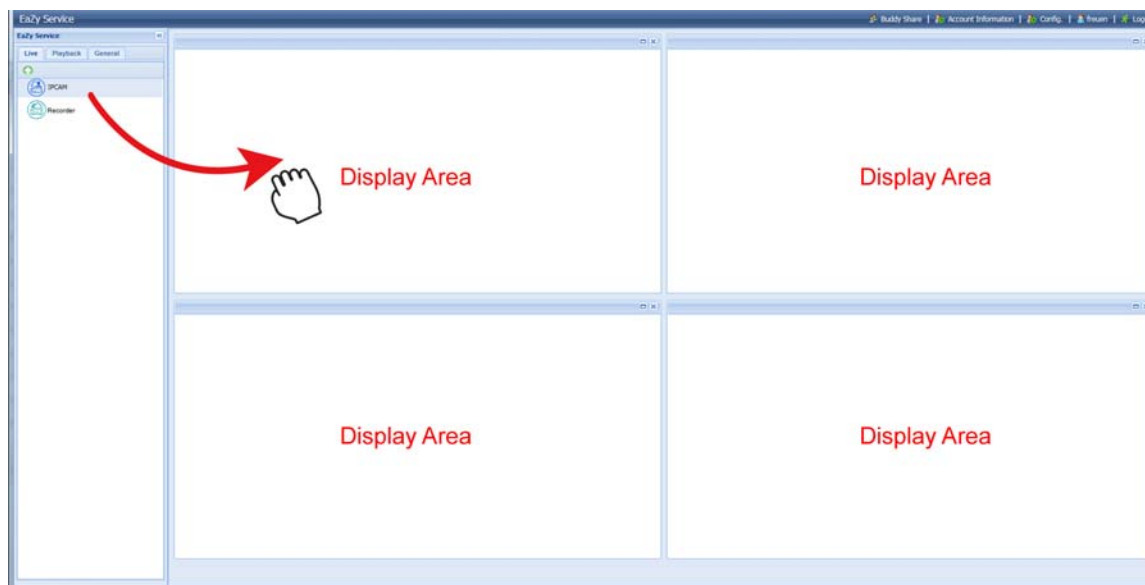 EaZy Service
Buddy Share | Account Information | Config. | freuen | Log
EaZy Service
Live Playback General
IPCAM
Recorder
Display Area
Display Area
Display Area
Display Area